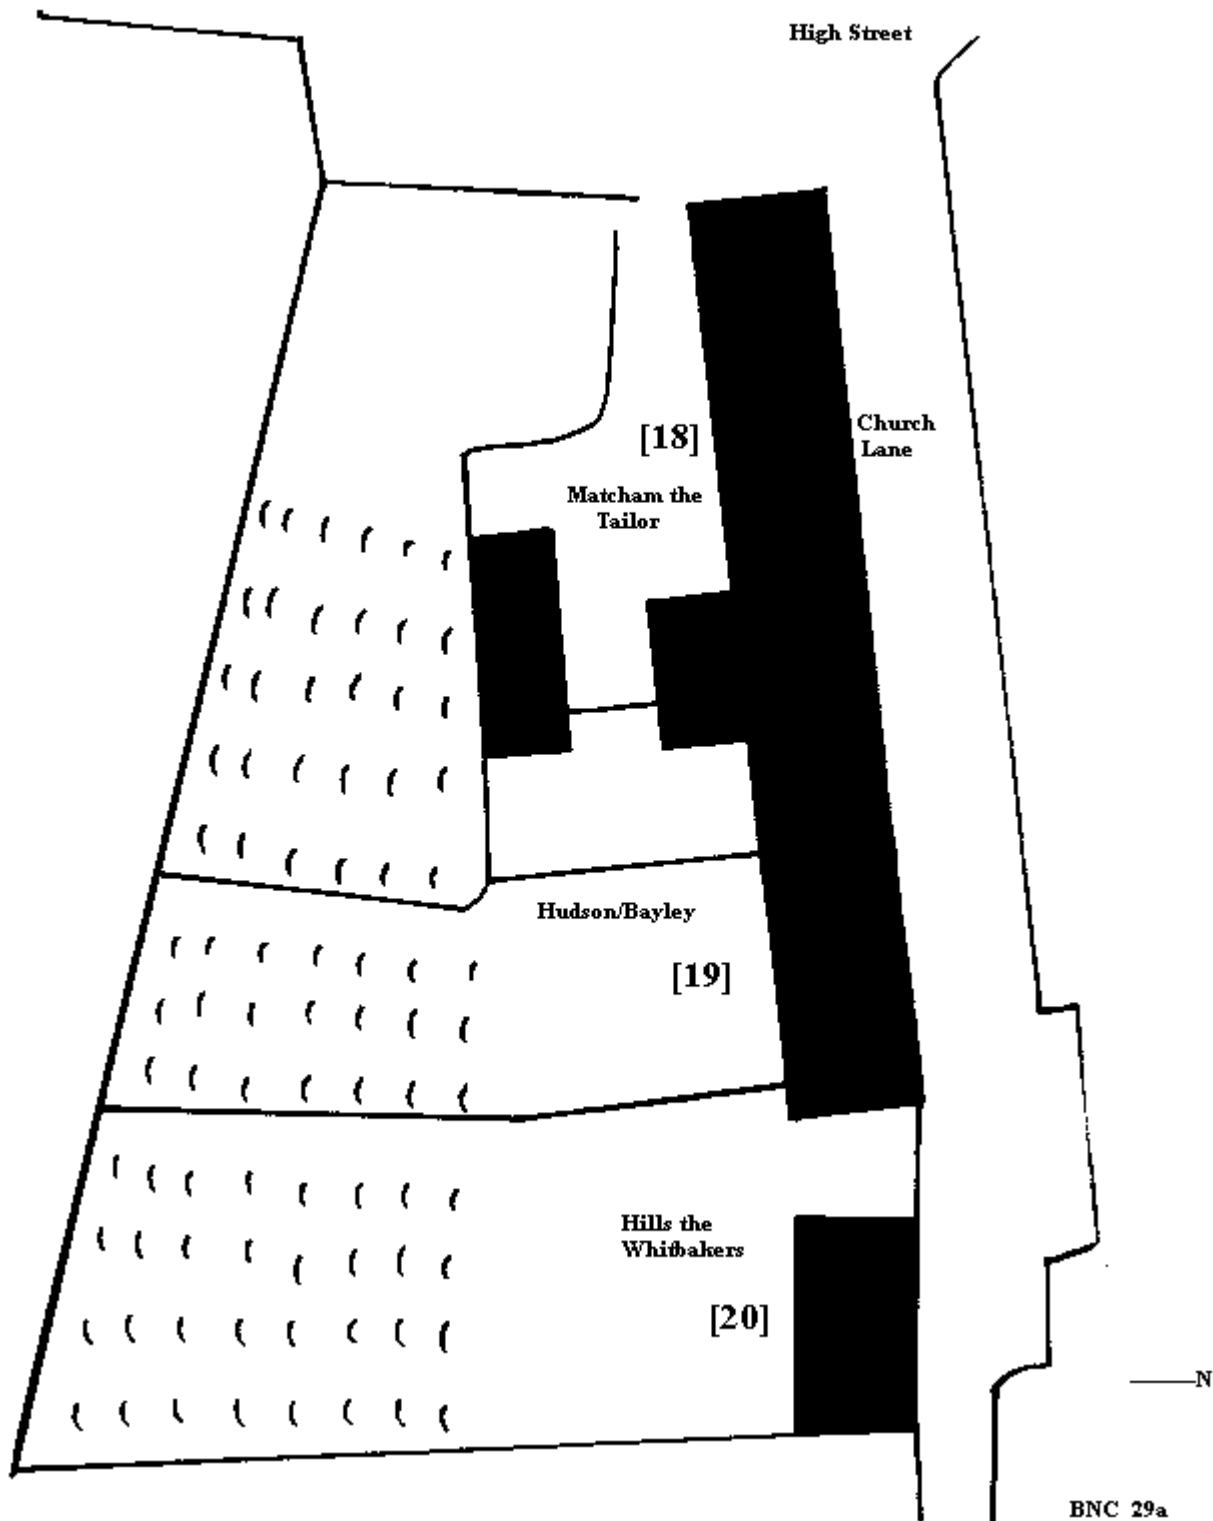 High Street
Church
Lane
[18]
Matcham the
Tailor
Hudson/Bayley
[19]
Hills the
Whitbakers
[20]
N
BNC 29a